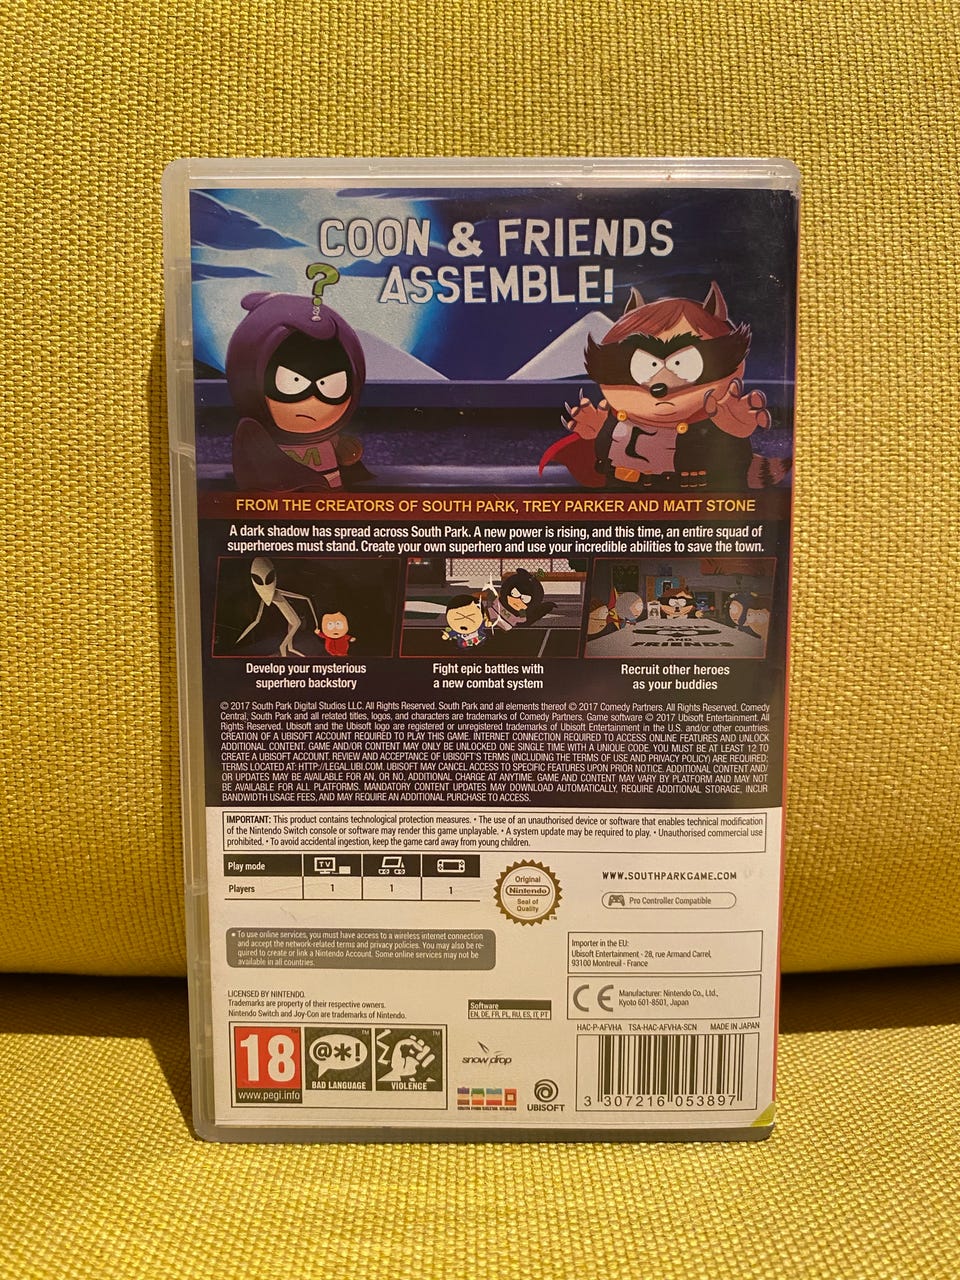 COON & FRIENDS
ASSEMBLE!
?
M
FROM THE CREATORS OF SOUTH PARK, TREY PARKER AND MATT STONE
A dark shadow has spread across South Park. A new power is rising, and this time, an entire squad of
superheroes must stand. Create your own superhero and use your incredible abilities to save the town.
AND
FRIENDS
Develop your mysterious
superhero backstory
Fight epic battles with
a new combat system
Recruit other heroes
as your buddies
© 2017 South Park Digital Studios LLC. All Rights Reserved. South Park and all elements thereof © 2017 Comedy Partners. All Rights Reserved. Comedy
Central, South Park and all related titles, logos, and characters are trademarks of Comedy Partners. Game software © 2017 Ubisoft Entertainment. All
Rights Reserved. Ubisoft and the Ubisoft logo are registered or unregistered trademarks of Ubisoft Entertainment in the U.S. and/or other countries.
CREATION OF A UBISOFT ACCOUNT REQUIRED TO PLAY THIS GAME. INTERNET CONNECTION REQUIRED TO ACCESS ONLINE FEATURES AND UNLOCK
ADDITIONAL CONTENT. GAME AND/OR CONTENT MAY ONLY BE UNLOCKED ONE SINGLE TIME WITH A UNIQUE CODE. YOU MUST BE AT LEAST 12 TO
CREATE A UBISOFT ACCOUNT. REVIEW AND ACCEPTANCE OF UBISOFT'S TERMS (INCLUDING THE TERMS OF USE AND PRIVACY POLICY) ARE REQUIRED;
TERMS LOCATED AT: HTTP://LEGAL.UBI.COM. UBISOFT MAY CANCEL ACCESS TO SPECIFIC FEATURES UPON PRIOR NOTICE. ADDITIONAL CONTENT AND/
OR UPDATES MAY BE AVAILABLE FOR AN, OR NO, ADDITIONAL CHARGE AT ANYTIME. GAME AND CONTENT MAY VARY BY PLATFORM AND MAY NOT
BE AVAILABLE FOR ALL PLATFORMS. MANDATORY CONTENT UPDATES MAY DOWNLOAD AUTOMATICALLY, REQUIRE ADDITIONAL STORAGE, INCUR
BANDWIDTH USAGE FEES, AND MAY REQUIRE AN ADDITIONAL PURCHASE TO ACCESS.
IMPORTANT: This product contains technological protection measures. • The use of an unauthorised device or software that enables technical modification
of the Nintendo Switch console or software may render this game unplayable. • A system update may be required to play. • Unauthorised commercial use
prohibited. • To avoid accidental ingestion, keep the game card away from young children.
Play mode TV
Players 1 1 1
Original
Nintendo
Seal of
Quality
TM
WWW.SOUTHPARKGAME.COM
Pro Controller Compatible
• To use online services, you must have access to a wireless internet connection
and accept the network-related terms and privacy policies. You may also be re-
quired to create or link a Nintendo Account. Some online services may not be
available in all countries.
Importer in the EU:
Ubisoft Entertainment - 28, rue Armand Carrel,
93100 Montreuil - France
LICENSED BY NINTENDO.
Trademarks are property of their respective owners.
Nintendo Switch and Joy-Con are trademarks of Nintendo.
Software
EN, DE, FR, PL, RU, ES, IT, PT
CE
Manufacturer: Nintendo Co., Ltd.,
Kyoto 601-8501, Japan
HAC-P-AFVHA TSA-HAC-AFVHA-SCN MADE IN JAPAN
18
www.pegi.info
@*!
BAD LANGUAGE
VIOLENCE
snowdrop
SOUTH PARK DIGITAL STUDIOS
UBISOFT
3 307216 053897